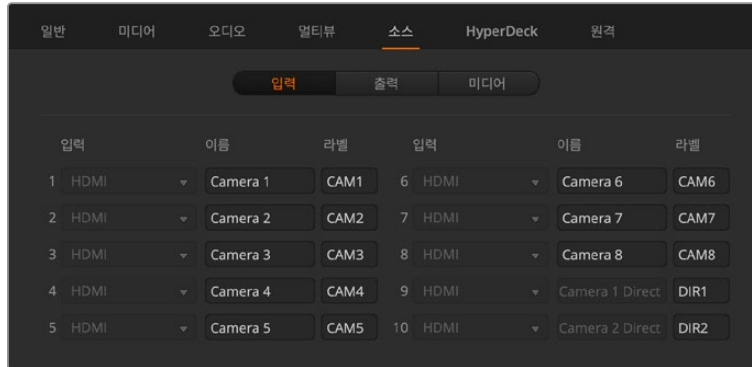 일반 미디어 오디오 멀티뷰 소스 HyperDeck 원격
입력 출력 미디어
입력 이름 라벨 입력 이름 라벨
1 HDMI Camera 1 CAM1 6 HDMI Camera 6 CAM6
2 HDMI Camera 2 CAM2 7 HDMI Camera 7 CAM7
3 HDMI Camera 3 CAM3 8 HDMI Camera 8 CAM8
4 HDMI Camera 4 CAM4 9 HDMI Camera 1 Direct DIR1
5 HDMI Camera 5 CAM5 10 HDMI Camera 2 Direct DIR2